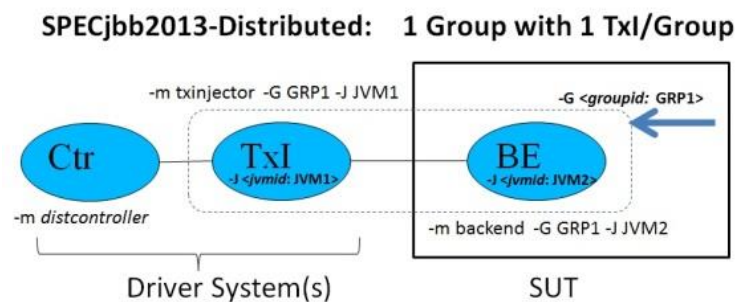 SPECjbb2013-Distributed: 1 Group with 1 TxI/Group
-m txinjector -G GRP1 -J JVM1
-G <groupid: GRP1>
Ctr
TxI
-J <jvmid: JVM1>
BE
-J <jvmid: JVM2>
-m distcontroller
-m backend -G GRP1 -J JVM2
Driver System(s)
SUT